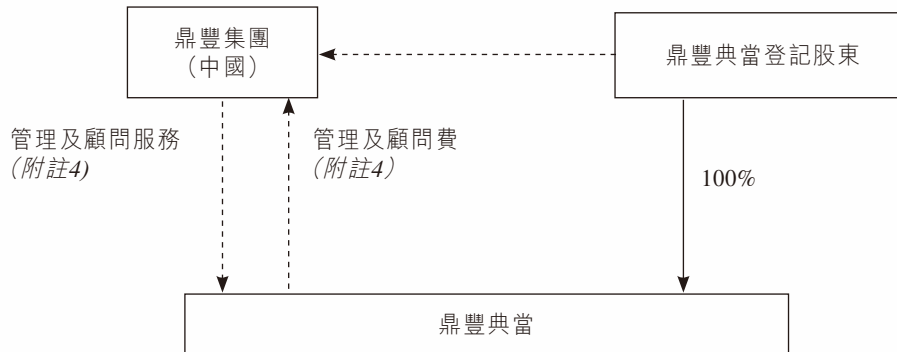 鼎豐集團
（中國）
鼎豐典當登記股東
管理及顧問服務
（附註4)
管理及顧問費
（附註4）
100%
鼎豐典當